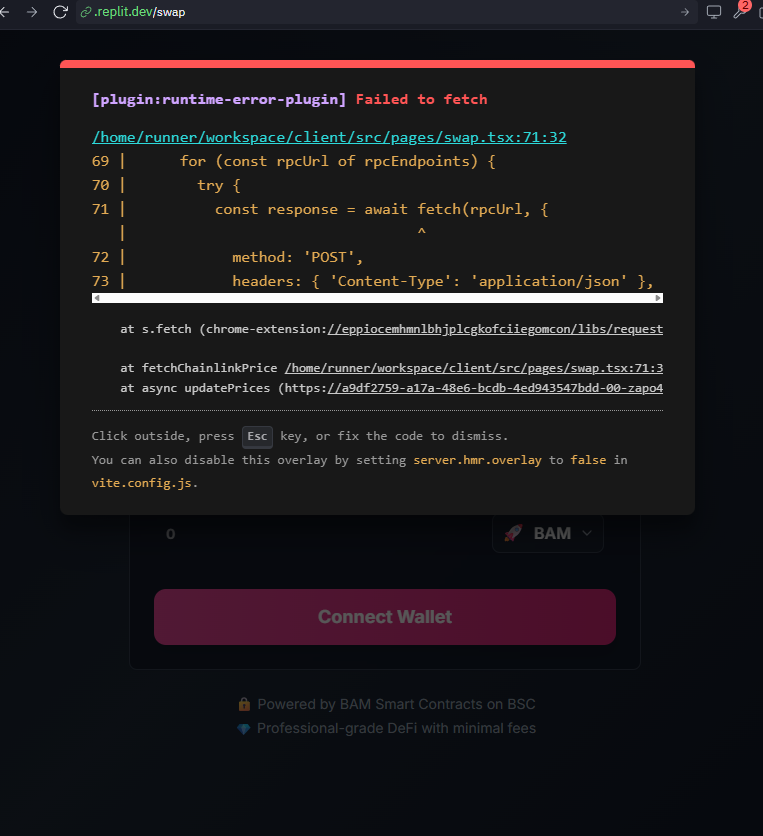 .replit.dev/swap
2
[plugin:runtime-error-plugin] Failed to fetch
/home/runner/workspace/client/src/pages/swap.tsx:71:32
69 |      for (const rpcUrl of rpcEndpoints) {
70 |        try {
71 |          const response = await fetch(rpcUrl, {
   |                                 ^
72 |            method: 'POST',
73 |            headers: { 'Content-Type': 'application/json' },
at s.fetch (chrome-extension://eppiocemhmnlbhjplcgkofciiegomcon/libs/request
at fetchChainlinkPrice /home/runner/workspace/client/src/pages/swap.tsx:71:3
at async updatePrices (https://a9df2759-a17a-48e6-bcdb-4ed943547bdd-00-zapo4
Click outside, press Esc key, or fix the code to dismiss.
You can also disable this overlay by setting server.hmr.overlay to false in
vite.config.js.
0
🚀 BAM
Connect Wallet
🔒 Powered by BAM Smart Contracts on BSC
💎 Professional-grade DeFi with minimal fees